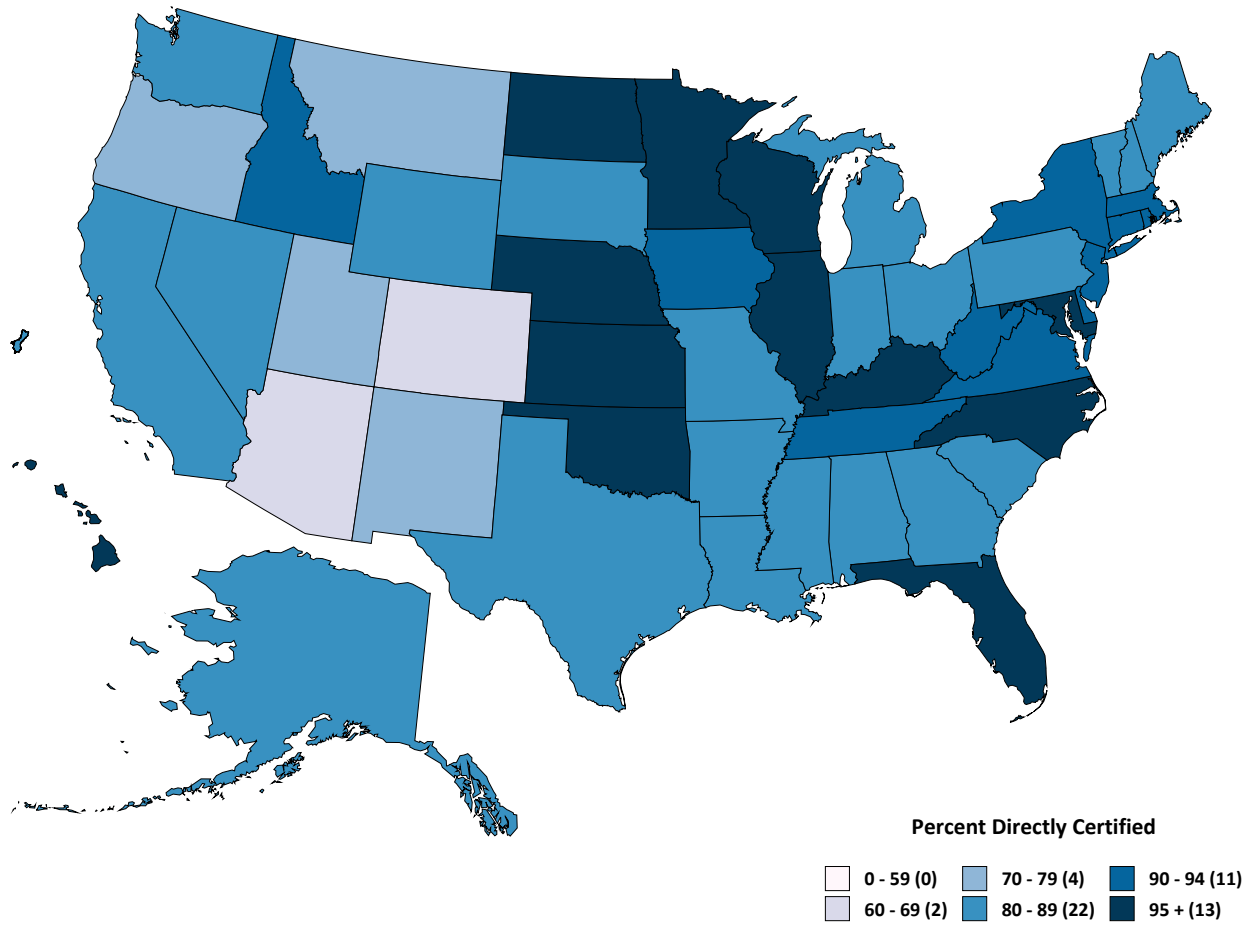 Percent Directly Certified
0 - 59 (0) 70 - 79 (4) 90 - 94 (11)
60 - 69 (2) 80 - 89 (22) 95 + (13)